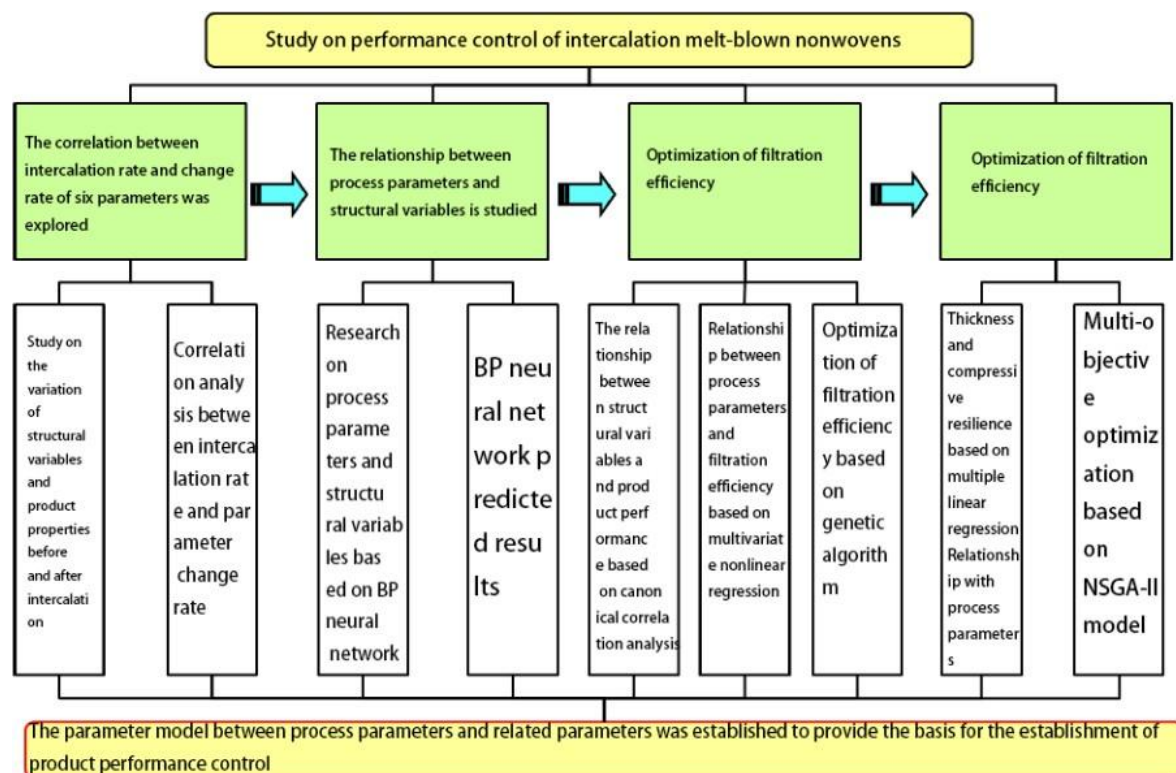 Study on performance control of intercalation melt-blown nonwovens
The correlation between
intercalation rate and change
rate of six parameters was
explored
The relationship between
process parameters and
structural variables is studied
Optimization of filtration
efficiency
Optimization of filtration
efficiency
Study on
the
variation
of
structural
variables
and
product
properties
before
and after
intercalati
on
Correlati
on analy
sis betwe
en interca
lation rat
e and par
ameter
change
rate
Research
on
process
parame
ters and
structu
ral variab
les bas
ed on BP
neural
network
BP neu
ral net
work p
redicte
d resu
lts
The rela
tionship
betwee
n struct
ural vari
ables a
nd prod
uct perf
ormanc
e based
on canon
ical correla
tion analysis
Relationshi
p between
process
parameters
and
filtration
efficiency
based on
multivariat
e nonlinear
regression
Optimiza
tion of
filtration
efficienc
y based
on
genetic
algorith
m
Thickness
and
compressi
ve
resilience
based on
multiple
linear
regression
Relationsh
ip with
process
parameter
s
Multi-o
bjectiv
e
optimiz
ation
based
on
NSGA-II
model
The parameter model between process parameters and related parameters was established to provide the basis for the establishment of
product performance control